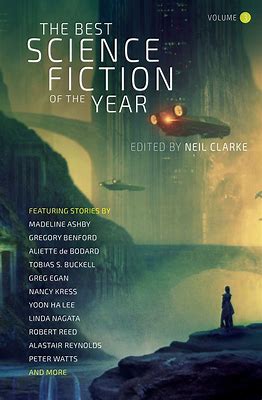 VOLUME 3
THE BEST
SCIENCE
FICTION
OF THE YEAR
EDITED BY NEIL CLARKE
FEATURING STORIES BY
MADELINE ASHBY
GREGORY BENFORD
ALIETTE de BODARD
TOBIAS S. BUCKELL
GREG EGAN
NANCY KRESS
YOON HA LEE
LINDA NAGATA
ROBERT REED
ALASTAIR REYNOLDS
PETER WATTS
AND MORE